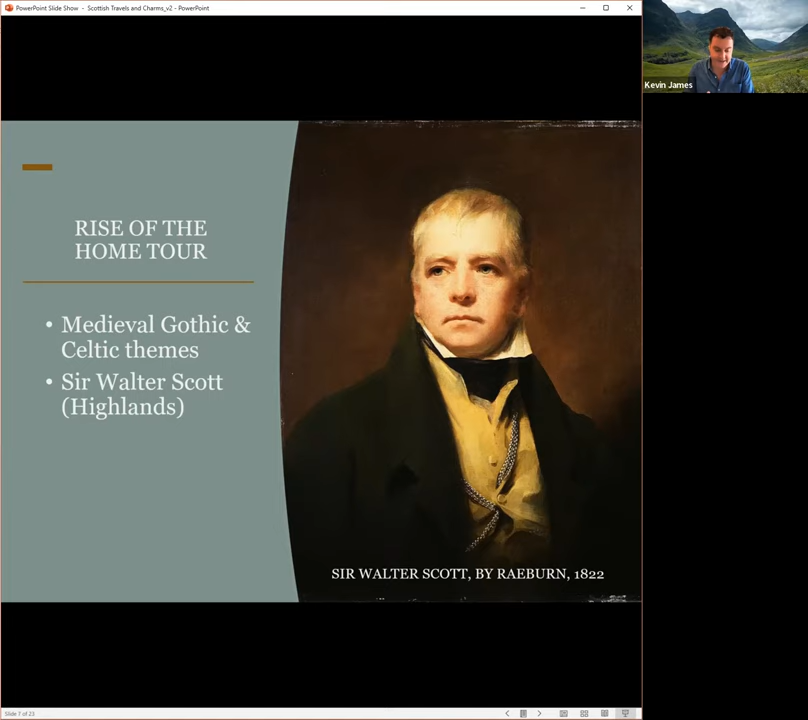 PowerPoint Slide Show - Scottish Travels and Charms_v2 - PowerPoint
Kevin James
RISE OF THE
HOME TOUR
• Medieval Gothic &
Celtic themes
• Sir Walter Scott
(Highlands)
SIR WALTER SCOTT, BY RAEBURN, 1822
Slide 7 of 21